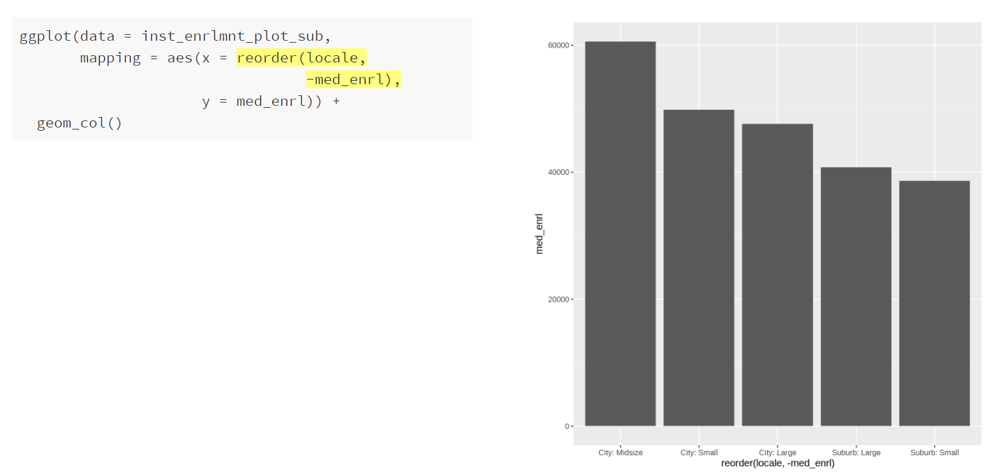 ggplot(data = inst_enrlmnt_plot_sub,
mapping = aes(x = reorder(locale,
-med_enrl),
y = med_enrl)) +
geom_col()
60000
40000
20000
0
med_enrl
City: Midsize City: Small City: Large Suburb: Large Suburb: Small
reorder(locale, -med_enrl)